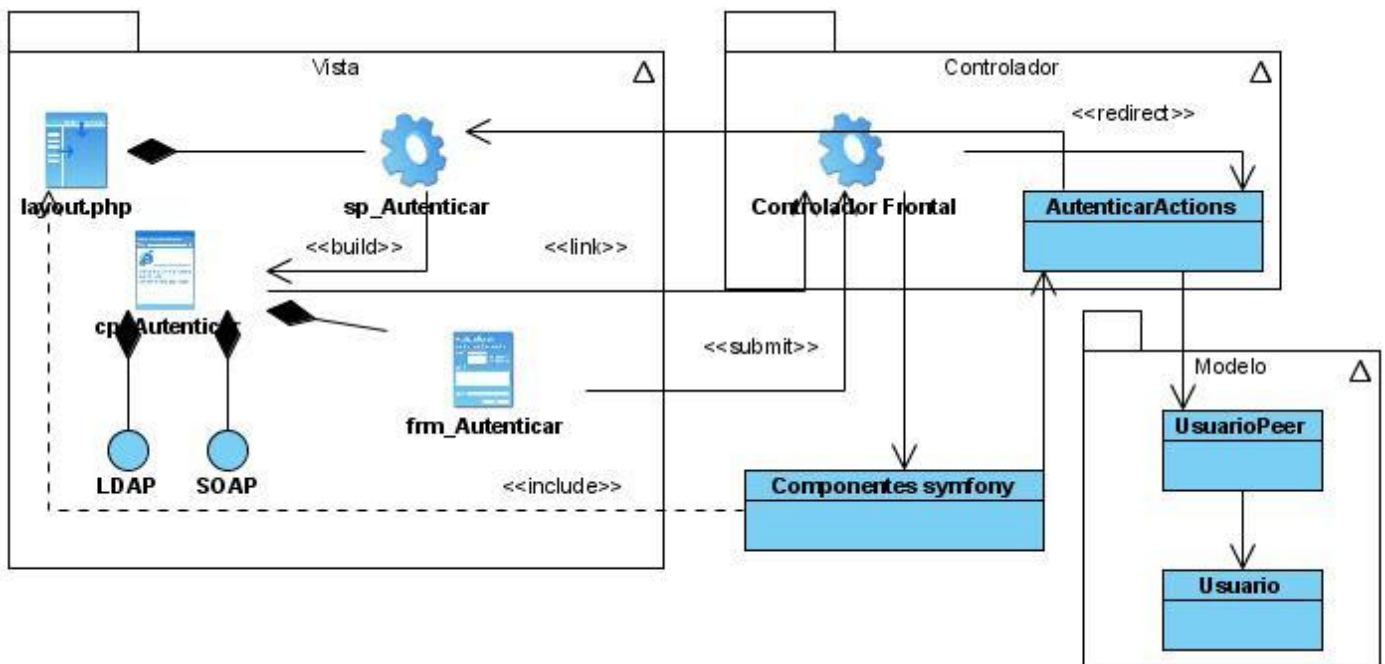 Vista
Controlador
<<redirect>>
layout.php
sp_Autenticar
Controlador Frontal
AutenticarActions
<<build>>
<<link>>
cp_Autenticar
<<submit>>
Modelo
frm_Autenticar
UsuarioPeer
LDAP
SOAP
<<include>>
Componentes symfony
Usuario